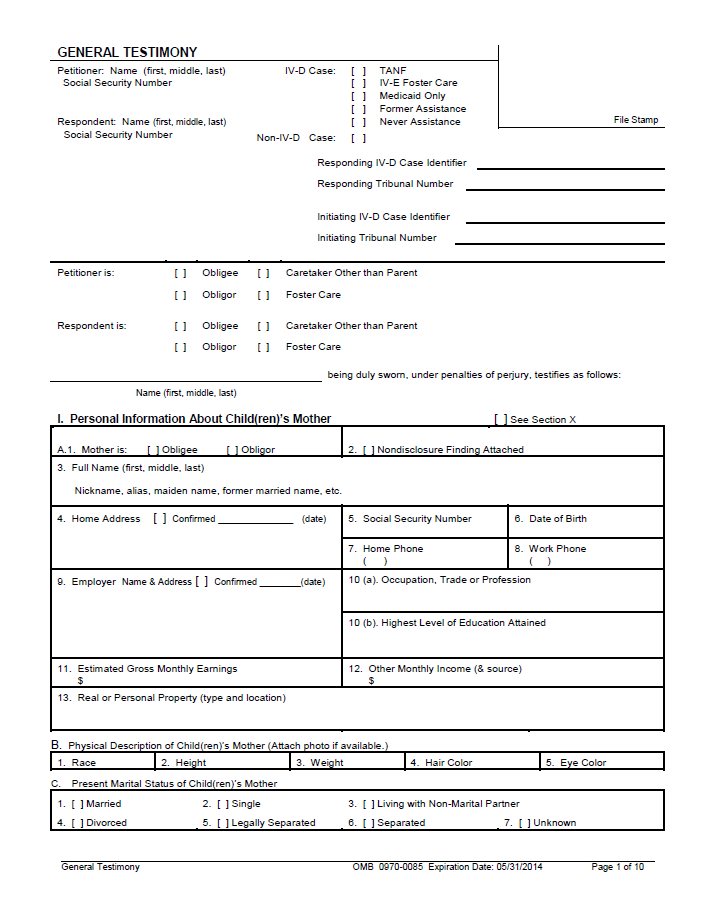 GENERAL TESTIMONY
Petitioner: Name (first, middle, last) IV-D Case: [ ] TANF
Social Security Number [ ] IV-E Foster Care
[ ] Medicaid Only
[ ] Former Assistance
Respondent: Name (first, middle, last) [ ] Never Assistance File Stamp
Social Security Number Non-IV-D Case: [ ]
Responding IV-D Case Identifier
Responding Tribunal Number
Initiating IV-D Case Identifier
Initiating Tribunal Number
Petitioner is: [ ] Obligee [ ] Caretaker Other than Parent
[ ] Obligor [ ] Foster Care
Respondent is: [ ] Obligee [ ] Caretaker Other than Parent
[ ] Obligor [ ] Foster Care
being duly sworn, under penalties of perjury, testifies as follows:
Name (first, middle, last)
I. Personal Information About Child(ren)'s Mother [ ] See Section X
A.1. Mother is: [ ] Obligee [ ] Obligor 2. [ ] Nondisclosure Finding Attached
3. Full Name (first, middle, last)
Nickname, alias, maiden name, former married name, etc.
4. Home Address [ ] Confirmed ______________ (date) 5. Social Security Number 6. Date of Birth
7. Home Phone 8. Work Phone
( ) ( )
9. Employer Name & Address [ ] Confirmed ________(date) 10 (a). Occupation, Trade or Profession
10 (b). Highest Level of Education Attained
11. Estimated Gross Monthly Earnings 12. Other Monthly Income (& source)
$ $
13. Real or Personal Property (type and location)
B. Physical Description of Child(ren)'s Mother (Attach photo if available.)
1. Race 2. Height 3. Weight 4. Hair Color 5. Eye Color
C. Present Marital Status of Child(ren)'s Mother
1. [ ] Married 2. [ ] Single 3. [ ] Living with Non-Marital Partner
4. [ ] Divorced 5. [ ] Legally Separated 6. [ ] Separated 7. [ ] Unknown
General Testimony OMB 0970-0085 Expiration Date: 05/31/2014 Page 1 of 10